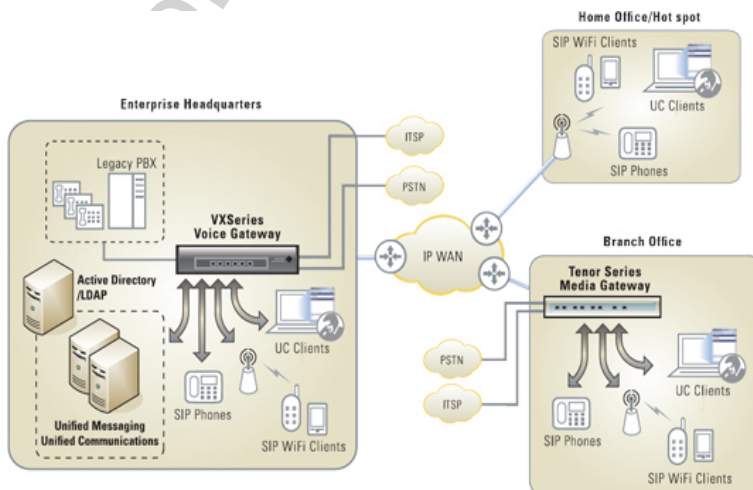 Home Office/Hot spot
SIP WiFi Clients
UC Clients
SIP Phones
Enterprise Headquarters
Legacy PBX
VXSeries
Voice Gateway
Active Directory
/LDAP
UC Clients
SIP Phones
SIP WiFi Clients
Unified Messaging
Unified Communications
ITSP
PSTN
IP WAN
Branch Office
Tenor Series
Media Gateway
PSTN
ITSP
UC Clients
SIP Phones
SIP WiFi Clients